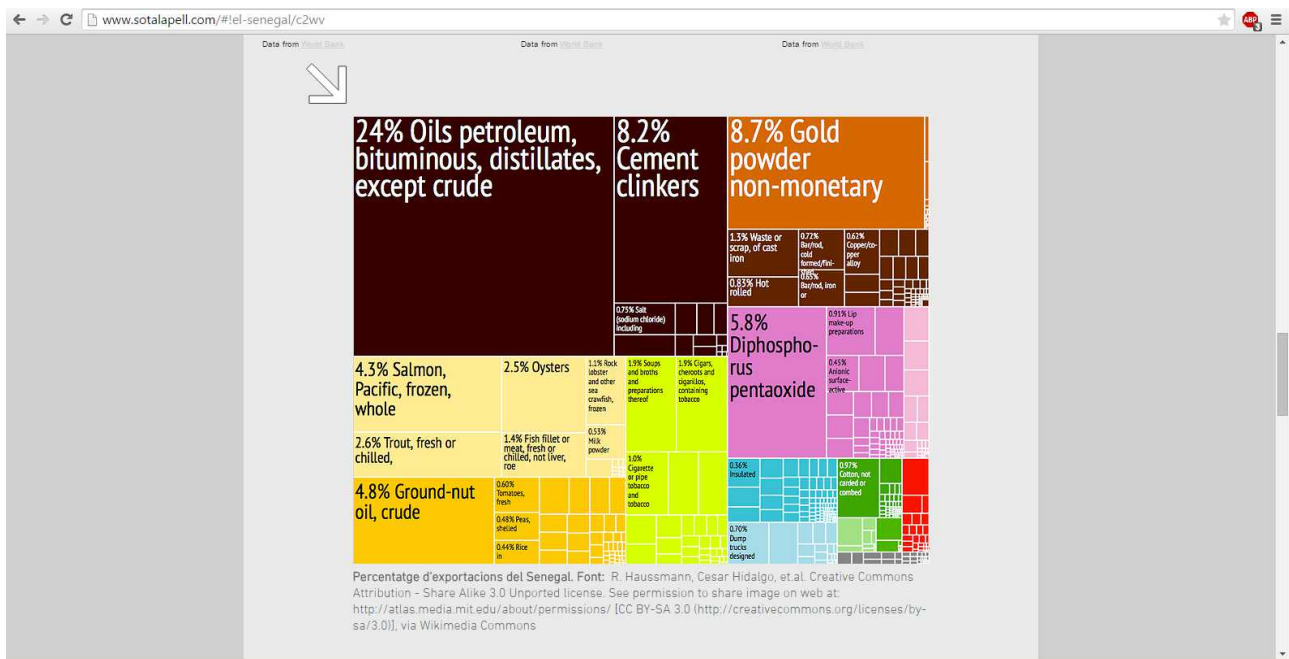 www.sotalapell.com/#!el-senegal/c2wv
ABP
Data from World Bank
Data from World Bank
Data from World Bank
24% Oils petroleum,
bituminous, distillates,
except crude
8.2%
Cement
clinkers
8.7% Gold
powder
non-monetary
0.75% Salt
(sodium chloride)
including
1.3% Waste or
scrap, of cast
iron
0.72%
Bar/rod,
cold
formed/fini-
shed
0.62%
Copper/co-
pper
alloy
0.83% Hot
rolled
0.65%
Bar/rod, iron
or
5.8%
Diphospho-
rus
pentaoxide
0.91% Lip
make-up
preparations
0.45%
Anionic
surface-
active
4.3% Salmon,
Pacific, frozen,
whole
2.5% Oysters
1.1% Rock
lobster
and other
sea
crawfish,
frozen
1.9% Soups
and broths
and
preparations
thereof
1.9% Cigars,
cheroots and
cigarillos,
containing
tobacco
2.6% Trout, fresh or
chilled,
1.4% Fish fillet or
meat, fresh or
chilled, not liver,
roe
0.53%
Milk
powder
1.0%
Cigarette
or pipe
tobacco
and
tobacco
4.8% Ground-nut
oil, crude
0.60%
Tomatoes,
fresh
0.48% Peas,
shelled
0.44% Rice
in
0.36%
Insulated
0.97%
Cotton, not
carded or
combed
0.70%
Dump
trucks
designed
Percentatge d'exportacions del Senegal. Font: R. Haussmann, Cesar Hidalgo, et.al. Creative Commons
Attribution - Share Alike 3.0 Unported license. See permission to share image on web at:
http://atlas.media.mit.edu/about/permissions/ [CC BY-SA 3.0 (http://creativecommons.org/licenses/by-
sa/3.0)], via Wikimedia Commons